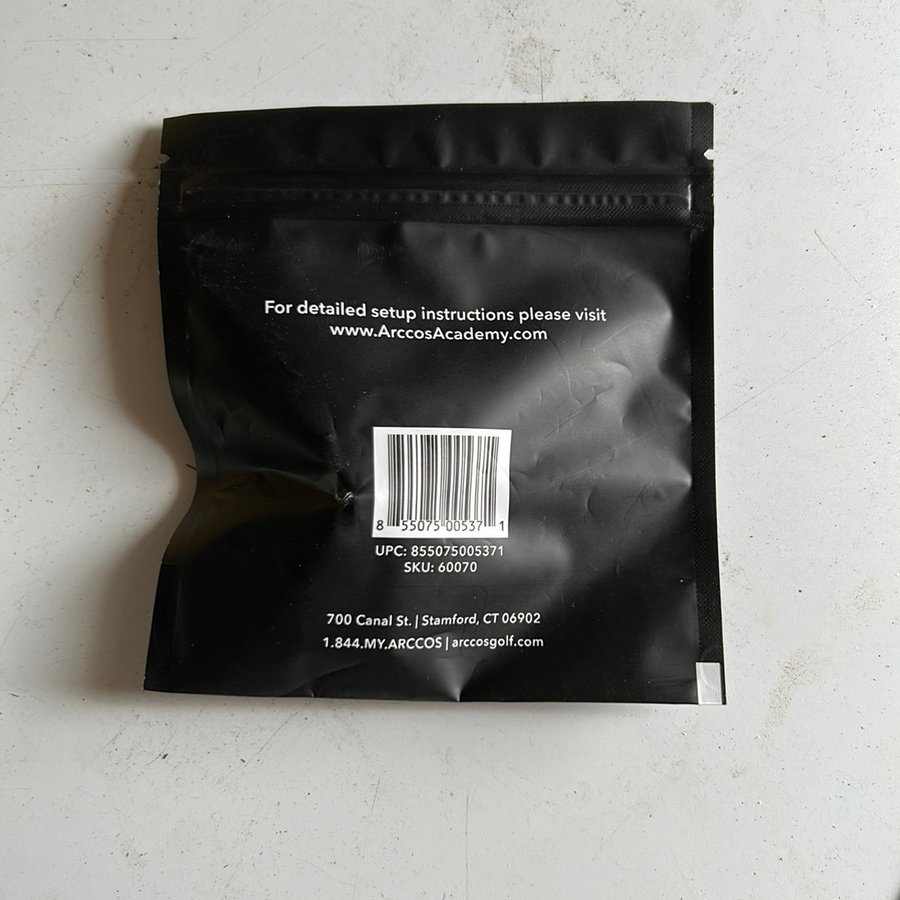 For detailed setup instructions please visit
www.ArccosAcademy.com
8 55075 00537 1
UPC: 855075005371
SKU: 60070
700 Canal St. | Stamford, CT 06902
1.844.MY.ARCCOS | arccosgolf.com